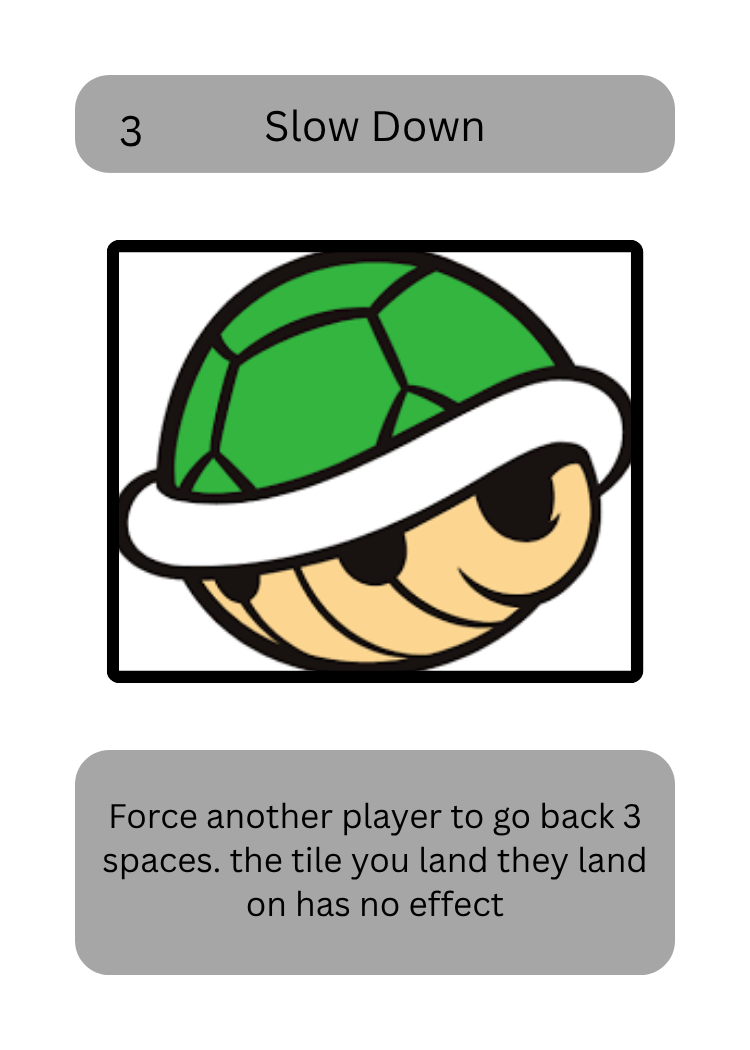 3 Slow Down
Force another player to go back 3
spaces. the tile you land they land
on has no effect